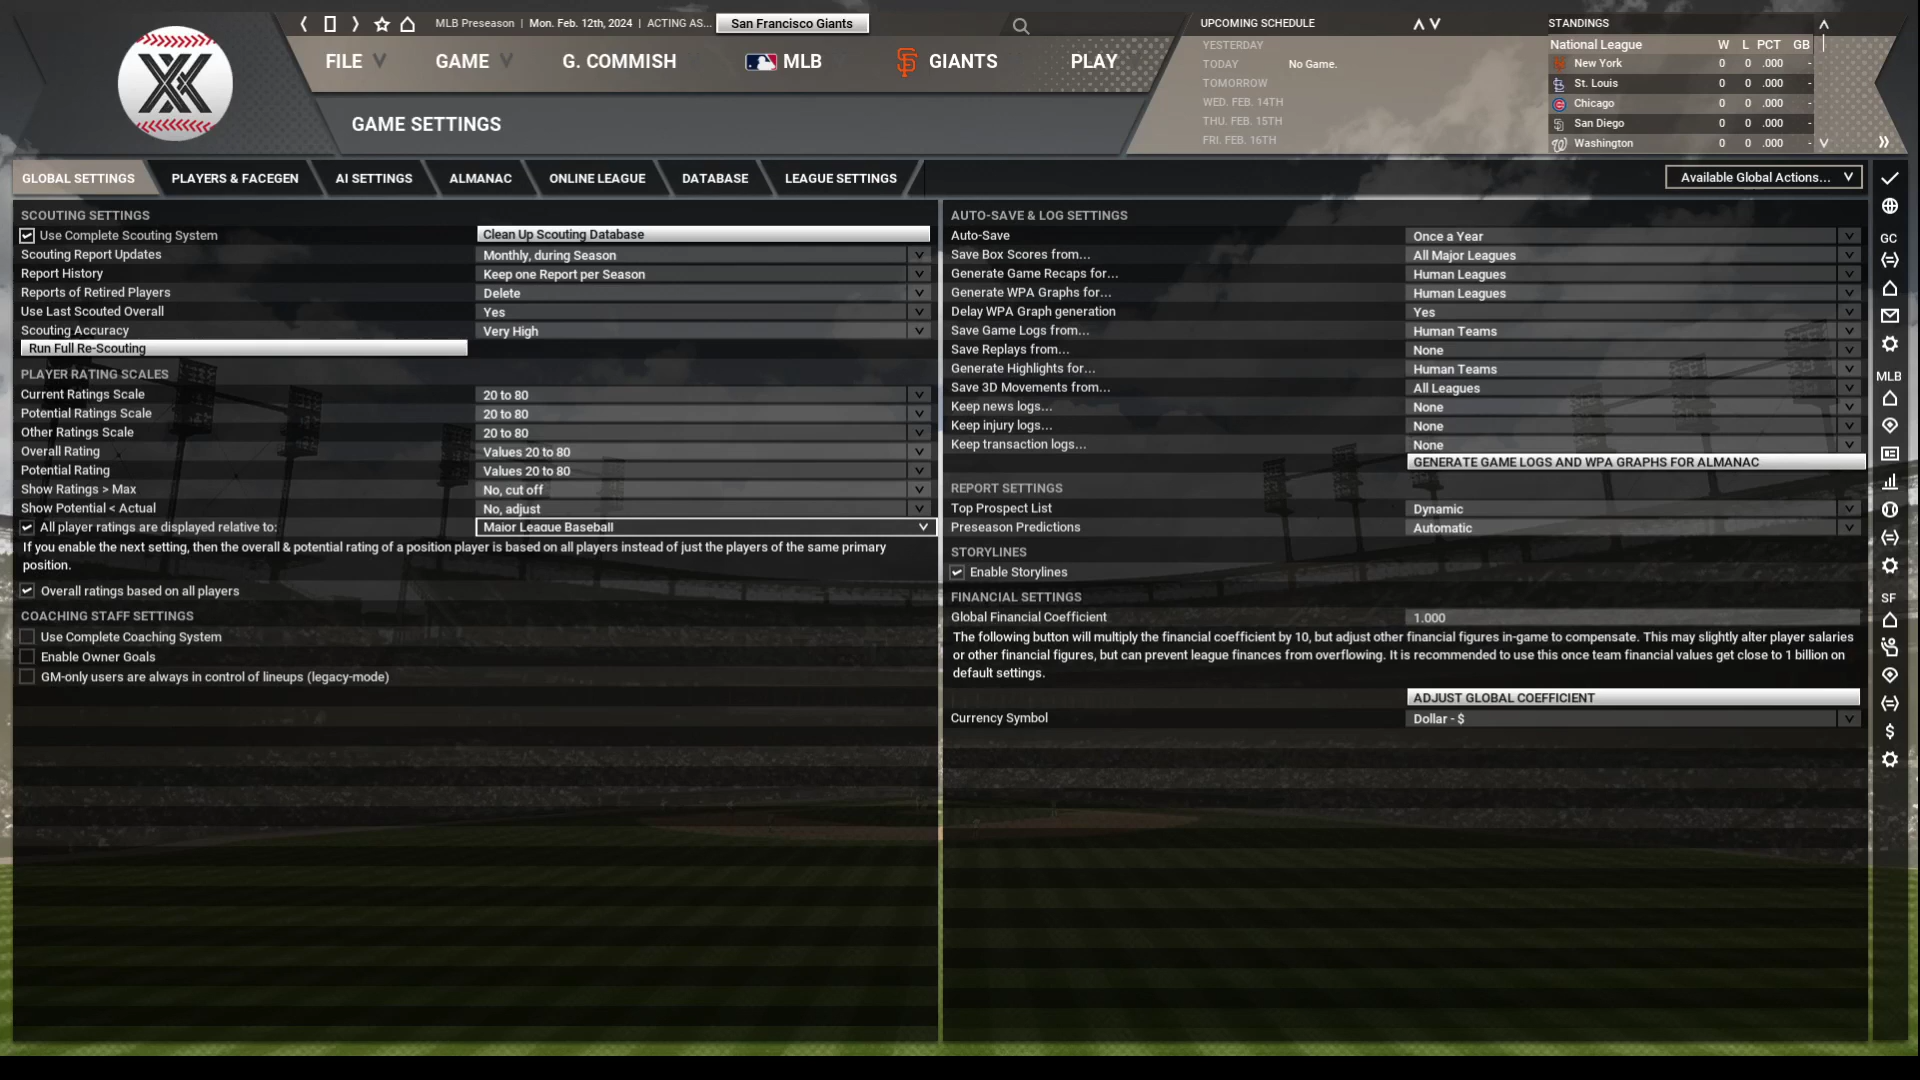 MLB Preseason | Mon. Feb. 12th, 2024 | ACTING AS... San Francisco Giants
FILE GAME G. COMMISH MLB GIANTS PLAY
GAME SETTINGS
UPCOMING SCHEDULE
YESTERDAY
TODAY No Game.
TOMORROW
WED. FEB. 14TH
THU. FEB. 15TH
FRI. FEB. 16TH
STANDINGS
National League W L PCT GB
New York 0 0 .000 -
St. Louis 0 0 .000 -
Chicago 0 0 .000 -
San Diego 0 0 .000 -
Washington 0 0 .000 -
GLOBAL SETTINGS PLAYERS & FACEGEN AI SETTINGS ALMANAC ONLINE LEAGUE DATABASE LEAGUE SETTINGS
Available Global Actions...
SCOUTING SETTINGS
Use Complete Scouting System Clean Up Scouting Database
Scouting Report Updates Monthly, during Season
Report History Keep one Report per Season
Reports of Retired Players Delete
Use Last Scouted Overall Yes
Scouting Accuracy Very High
Run Full Re-Scouting
PLAYER RATING SCALES
Current Ratings Scale 20 to 80
Potential Ratings Scale 20 to 80
Other Ratings Scale 20 to 80
Overall Rating Values 20 to 80
Potential Rating Values 20 to 80
Show Ratings > Max No, cut off
Show Potential < Actual No, adjust
All player ratings are displayed relative to: Major League Baseball
If you enable the next setting, then the overall & potential rating of a position player is based on all players instead of just the players of the same primary
position.
Overall ratings based on all players
COACHING STAFF SETTINGS
Use Complete Coaching System
Enable Owner Goals
GM-only users are always in control of lineups (legacy-mode)
AUTO-SAVE & LOG SETTINGS
Auto-Save Once a Year
Save Box Scores from... All Major Leagues
Generate Game Recaps for... Human Leagues
Generate WPA Graphs for... Human Leagues
Delay WPA Graph generation Yes
Save Game Logs from... Human Teams
Save Replays from... None
Generate Highlights for... Human Teams
Save 3D Movements from... All Leagues
Keep news logs... None
Keep injury logs... None
Keep transaction logs... None
GENERATE GAME LOGS AND WPA GRAPHS FOR ALMANAC
REPORT SETTINGS
Top Prospect List Dynamic
Preseason Predictions Automatic
STORYLINES
Enable Storylines
FINANCIAL SETTINGS
Global Financial Coefficient 1.000
The following button will multiply the financial coefficient by 10, but adjust other financial figures in-game to compensate. This may slightly alter player salaries
or other financial figures, but can prevent league finances from overflowing. It is recommended to use this once team financial values get close to 1 billion on
default settings.
ADJUST GLOBAL COEFFICIENT
Currency Symbol Dollar - $
GC
MLB
SF
$